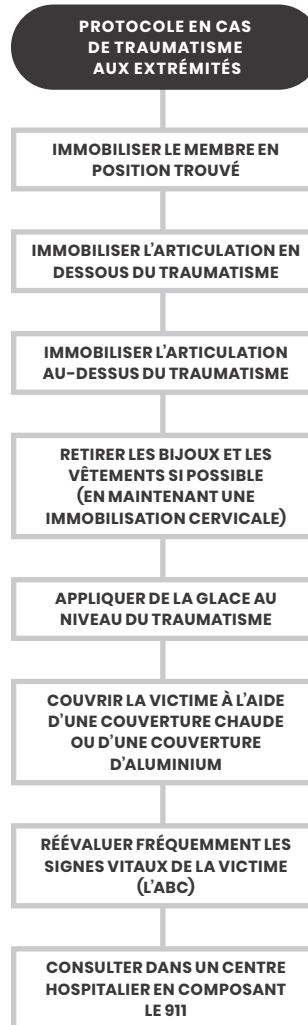 PROTOCOLE EN CAS
DE TRAUMATISME
AUX EXTRÉMITÉS
IMMOBILISER LE MEMBRE EN
POSITION TROUVÉ
IMMOBILISER L'ARTICULATION EN
DESSOUS DU TRAUMATISME
IMMOBILISER L'ARTICULATION
AU-DESSUS DU TRAUMATISME
RETIRER LES BIJOUX ET LES
VÊTEMENTS SI POSSIBLE
(EN MAINTENANT UNE
IMMOBILISATION CERVICALE)
APPLIQUER DE LA GLACE AU
NIVEAU DU TRAUMATISME
COUVRIR LA VICTIME À L'AIDE
D'UNE COUVERTURE CHAUDE
OU D'UNE COUVERTURE
D'ALUMINIUM
RÉÉVALUER FRÉQUEMMENT LES
SIGNES VITAUX DE LA VICTIME
(L'ABC)
CONSULTER DANS UN CENTRE
HOSPITALIER EN COMPOSANT
LE 911